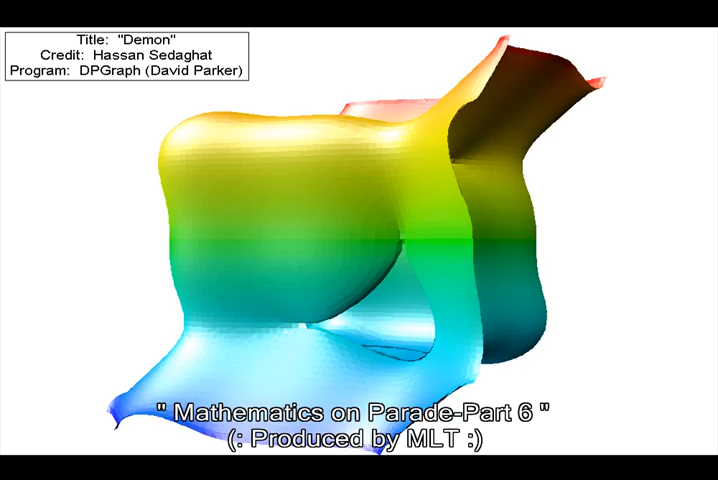 Title: "Demon"
Credit: Hassan Sedaghat
Program: DPGraph (David Parker)
" Mathematics on Parade-Part 6 "
(: Produced by MLT :)